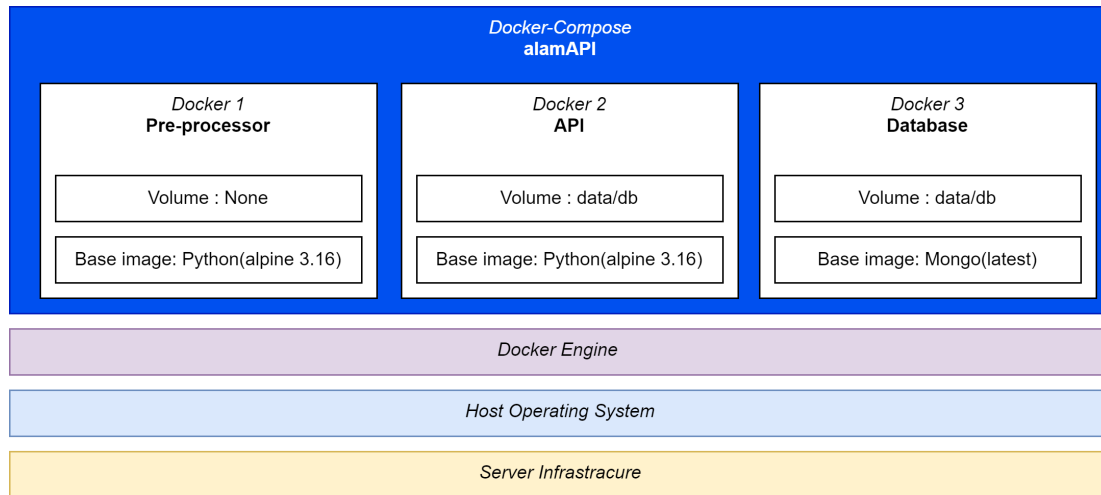 Docker-Compose
alamAPI
Docker 1
Pre-processor
Volume : None
Base image: Python(alpine 3.16)
Docker 2
API
Volume : data/db
Base image: Python(alpine 3.16)
Docker 3
Database
Volume : data/db
Base image: Mongo(latest)
Docker Engine
Host Operating System
Server Infrastracure